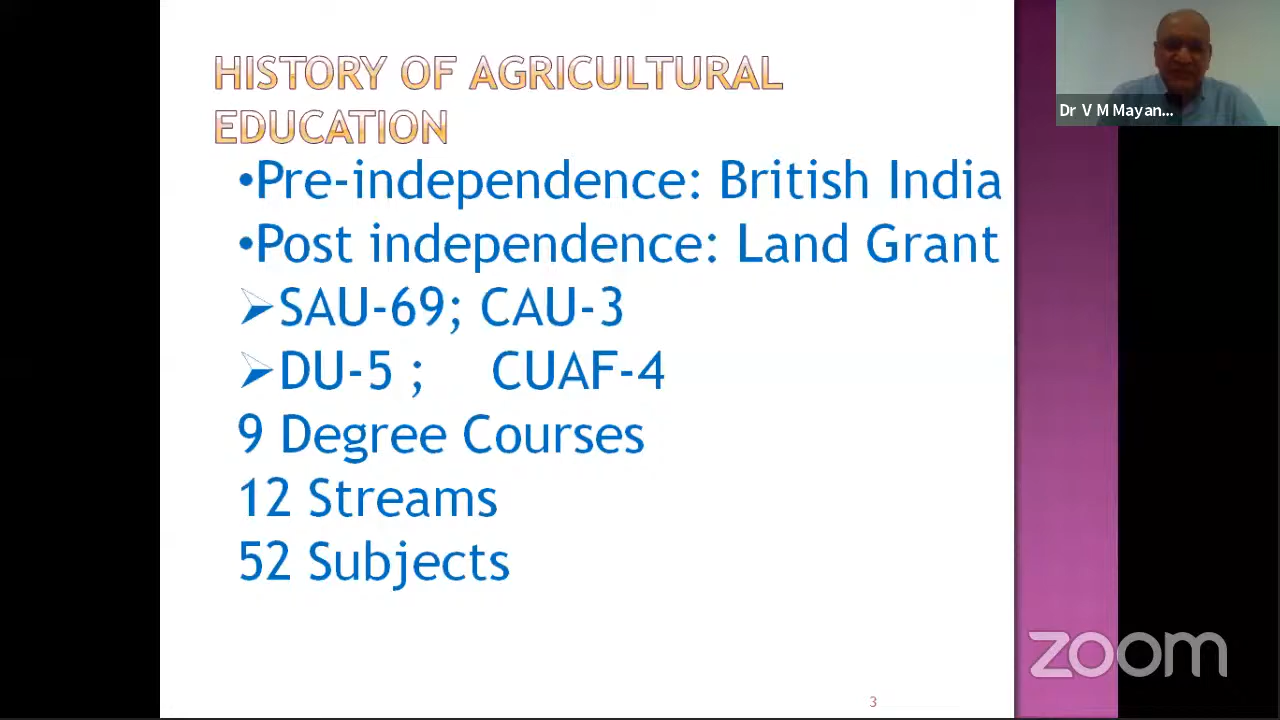 HISTORY OF AGRICULTURAL
EDUCATION
•Pre-independence: British India
•Post independence: Land Grant
➢SAU-69; CAU-3
➢DU-5 ; CUAF-4
9 Degree Courses
12 Streams
52 Subjects
3
Dr V M Mayan...
zoom